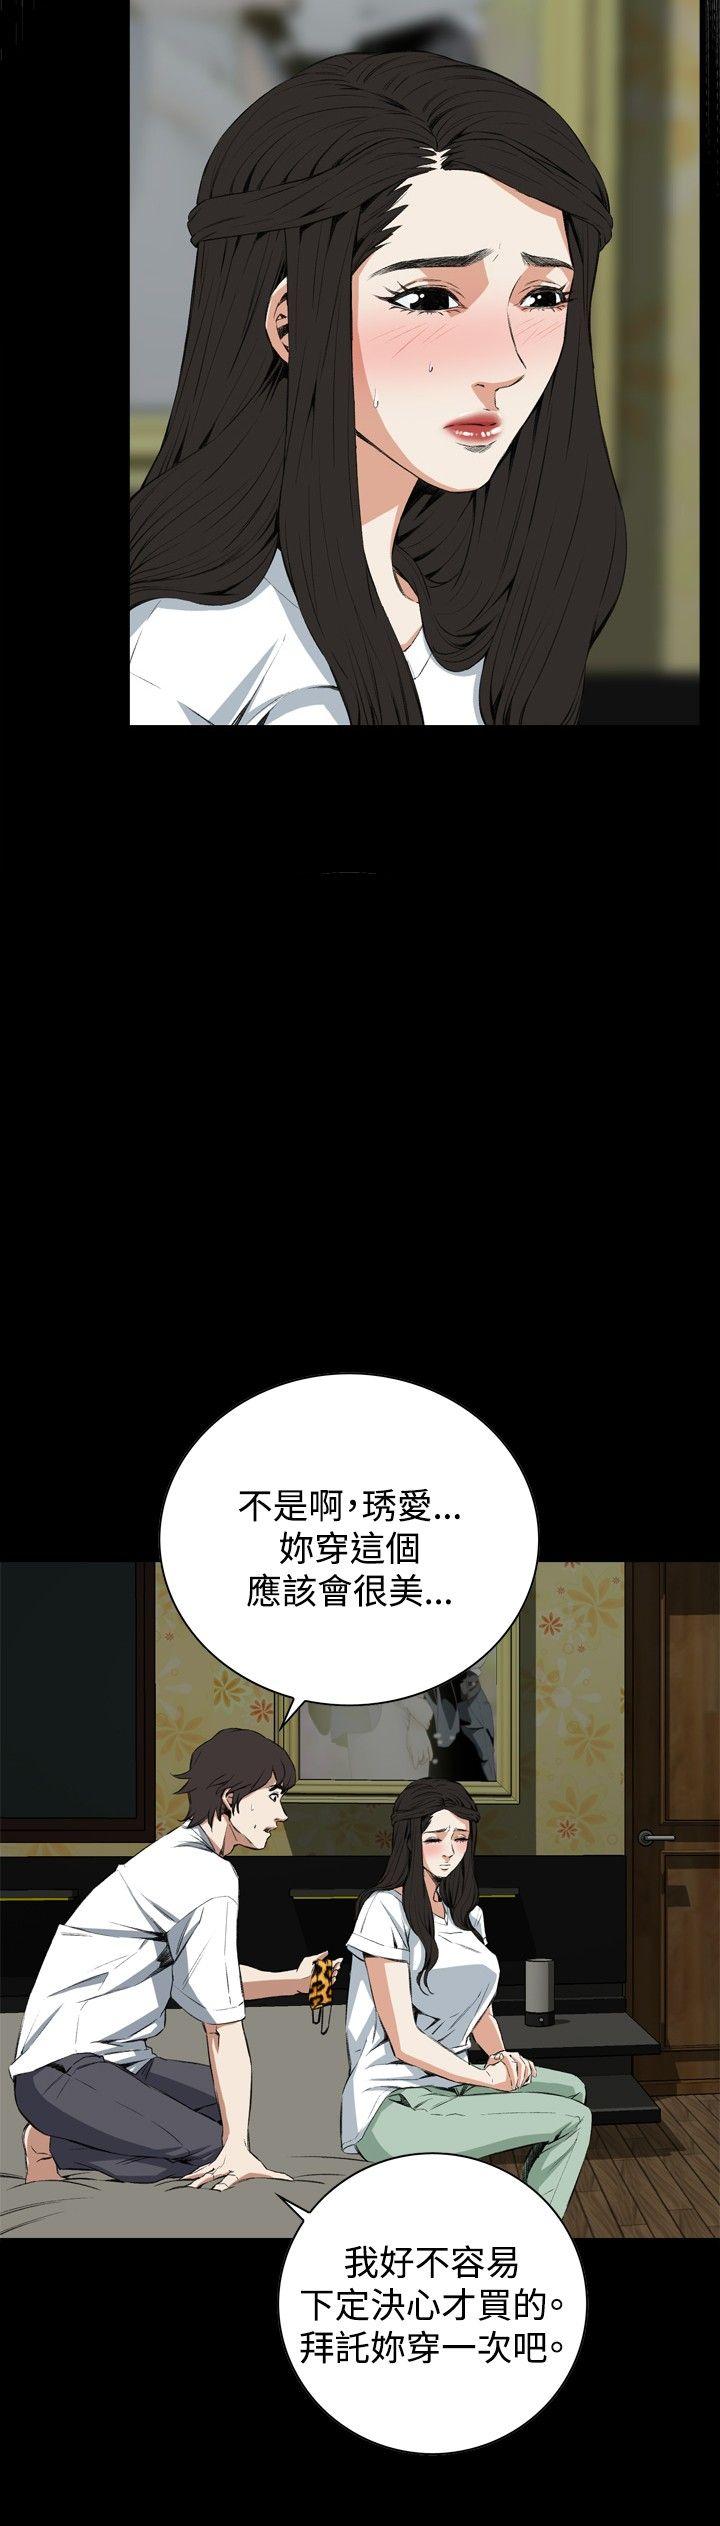 不是啊，琇愛...
妳穿這個
應該會很美...
我好不容易
下定決心才買的。
拜託妳穿一次吧。